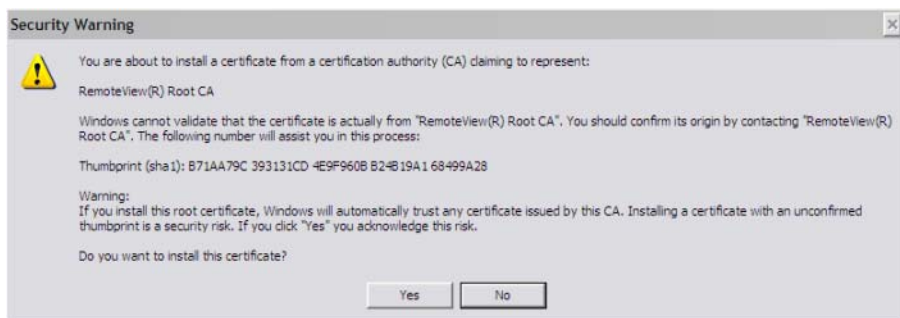 Security Warning
You are about to install a certificate from a certification authority (CA) claiming to represent:
RemoteView(R) Root CA
Windows cannot validate that the certificate is actually from "RemoteView(R) Root CA". You should confirm its origin by contacting "RemoteView(R)
Root CA". The following number will assist you in this process:
Thumbprint (sha1): B71AA79C 393131CD 4E9F960B B24B19A1 68499A28
Warning:
If you install this root certificate, Windows will automatically trust any certificate issued by this CA. Installing a certificate with an unconfirmed
thumbprint is a security risk. If you click "Yes" you acknowledge this risk.
Do you want to install this certificate?
Yes No